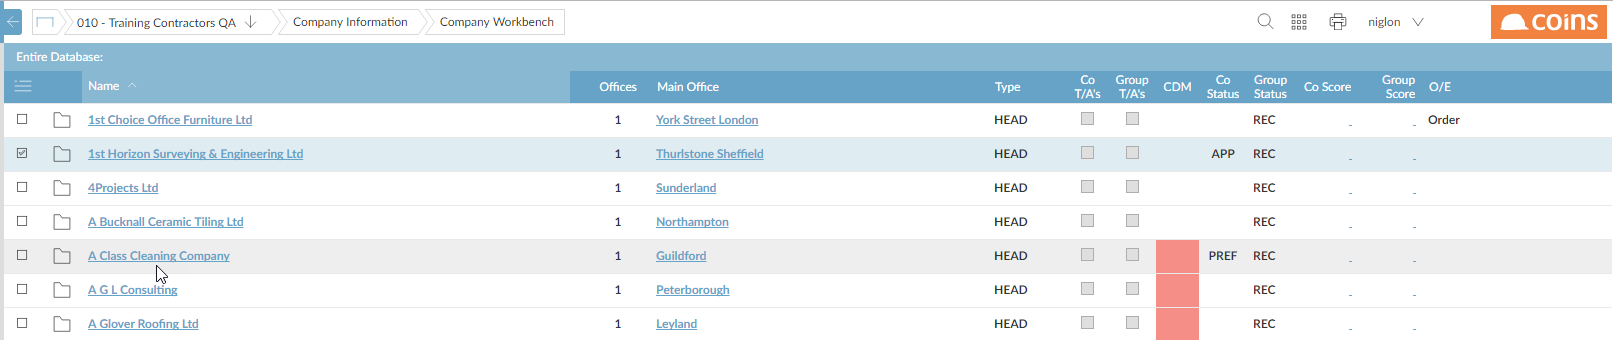 010 - Training Contractors QA Company Information Company Workbench niglon coins
Entire Database:
Name Offices Main Office Type Co T/A's Group T/A's CDM Co Status Group Status Co Score Group Score O/E
1st Choice Office Furniture Ltd 1 York Street London HEAD REC - - Order
1st Horizon Surveying & Engineering Ltd 1 Thurlstone Sheffield HEAD APP REC - -
4Projects Ltd 1 Sunderland HEAD REC - -
A Bucknall Ceramic Tiling Ltd 1 Northampton HEAD REC - -
A Class Cleaning Company 1 Guildford HEAD PREF REC - -
A G L Consulting 1 Peterborough HEAD REC - -
A Glover Roofing Ltd 1 Leyland HEAD REC - -